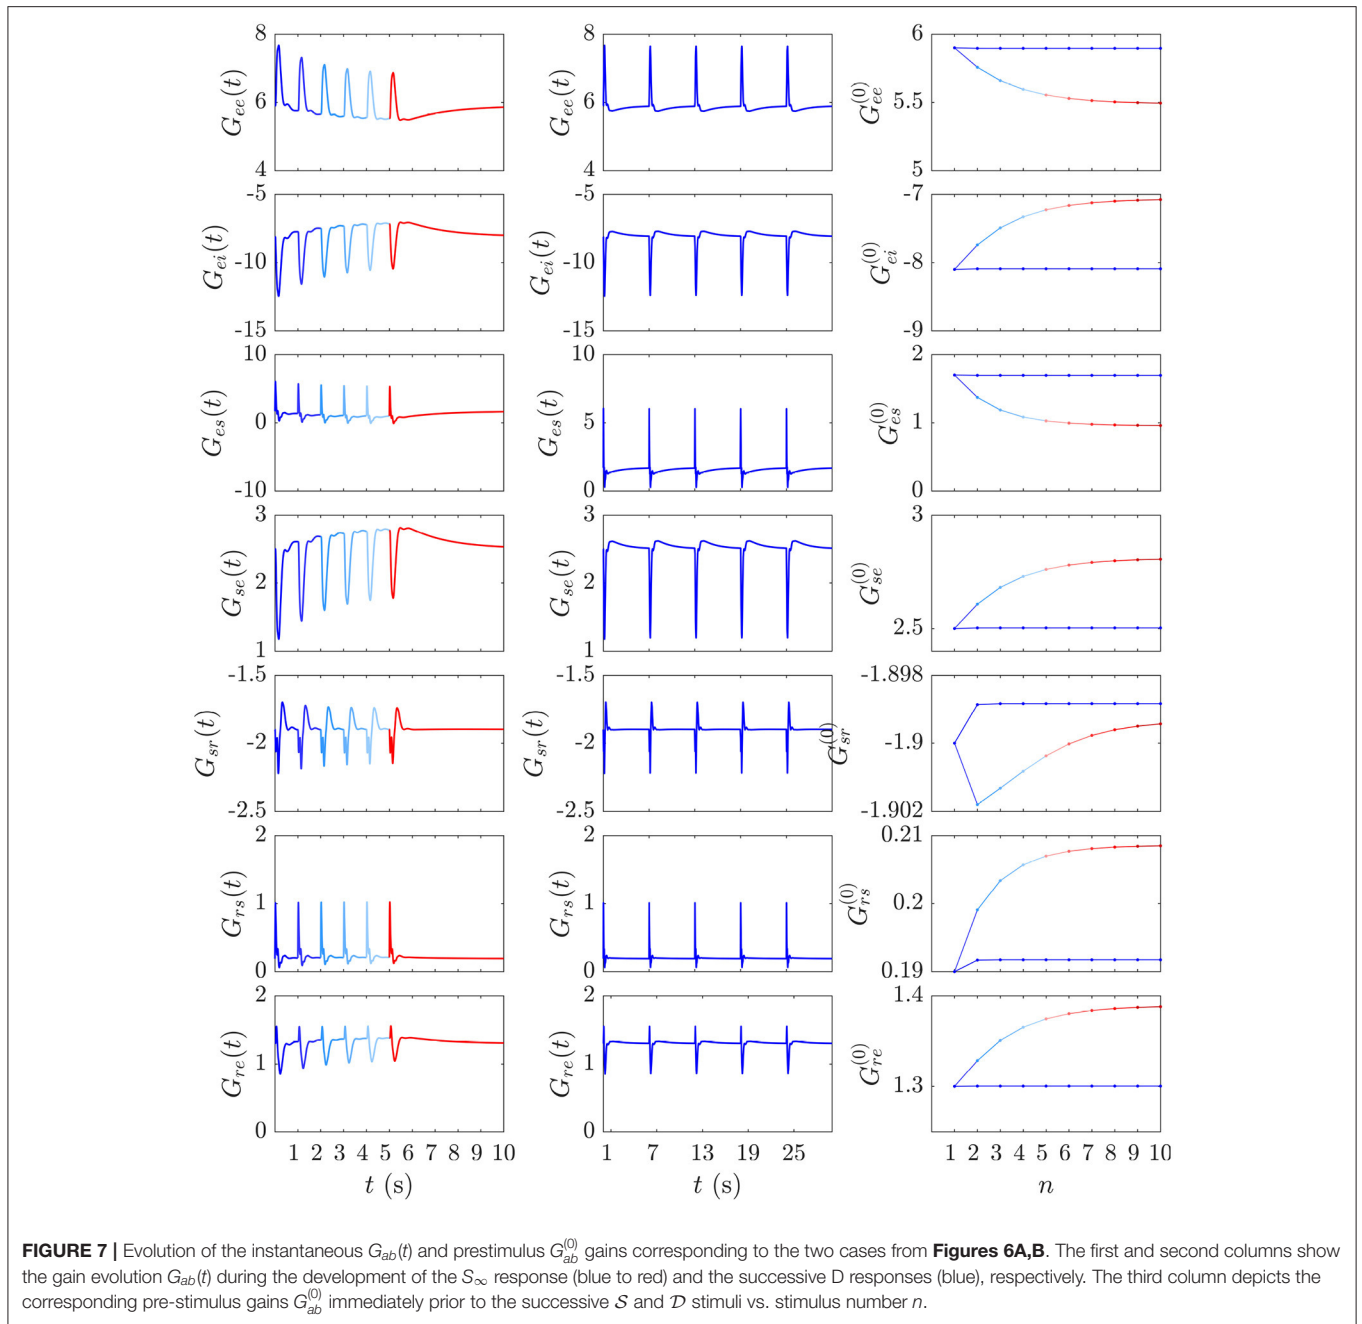 8
6
4
G_ee(t)
8
6
4
G_ee(t)
6
5.5
5
G_ee^(0)
-5
-10
-15
G_ei(t)
-5
-10
-15
G_ei(t)
-7
-8
-9
G_ei^(0)
10
0
-10
G_es(t)
10
5
0
G_es(t)
2
1
0
G_es^(0)
3
2
1
G_se(t)
3
2
1
G_se(t)
3
2.5
G_se^(0)
-1.5
-2
-2.5
G_sr(t)
-1.5
-2
-2.5
G_sr(t)
-1.898
-1.9
-1.902
G_sr^(0)
2
1
0
G_rs(t)
2
1
0
G_rs(t)
0.21
0.2
0.19
G_rs^(0)
2
1
0
G_re(t)
2
1
0
G_re(t)
1.4
1.3
G_re^(0)
1 2 3 4 5 6 7 8 9 10
t (s)
1 7 13 19 25
t (s)
1 2 3 4 5 6 7 8 9 10
n
FIGURE 7 | Evolution of the instantaneous G_ab(t) and prestimulus G_ab^(0) gains corresponding to the two cases from Figures 6A,B. The first and second columns show
the gain evolution G_ab(t) during the development of the S_∞ response (blue to red) and the successive D responses (blue), respectively. The third column depicts the
corresponding pre-stimulus gains G_ab^(0) immediately prior to the successive 𝒮 and 𝒟 stimuli vs. stimulus number n.